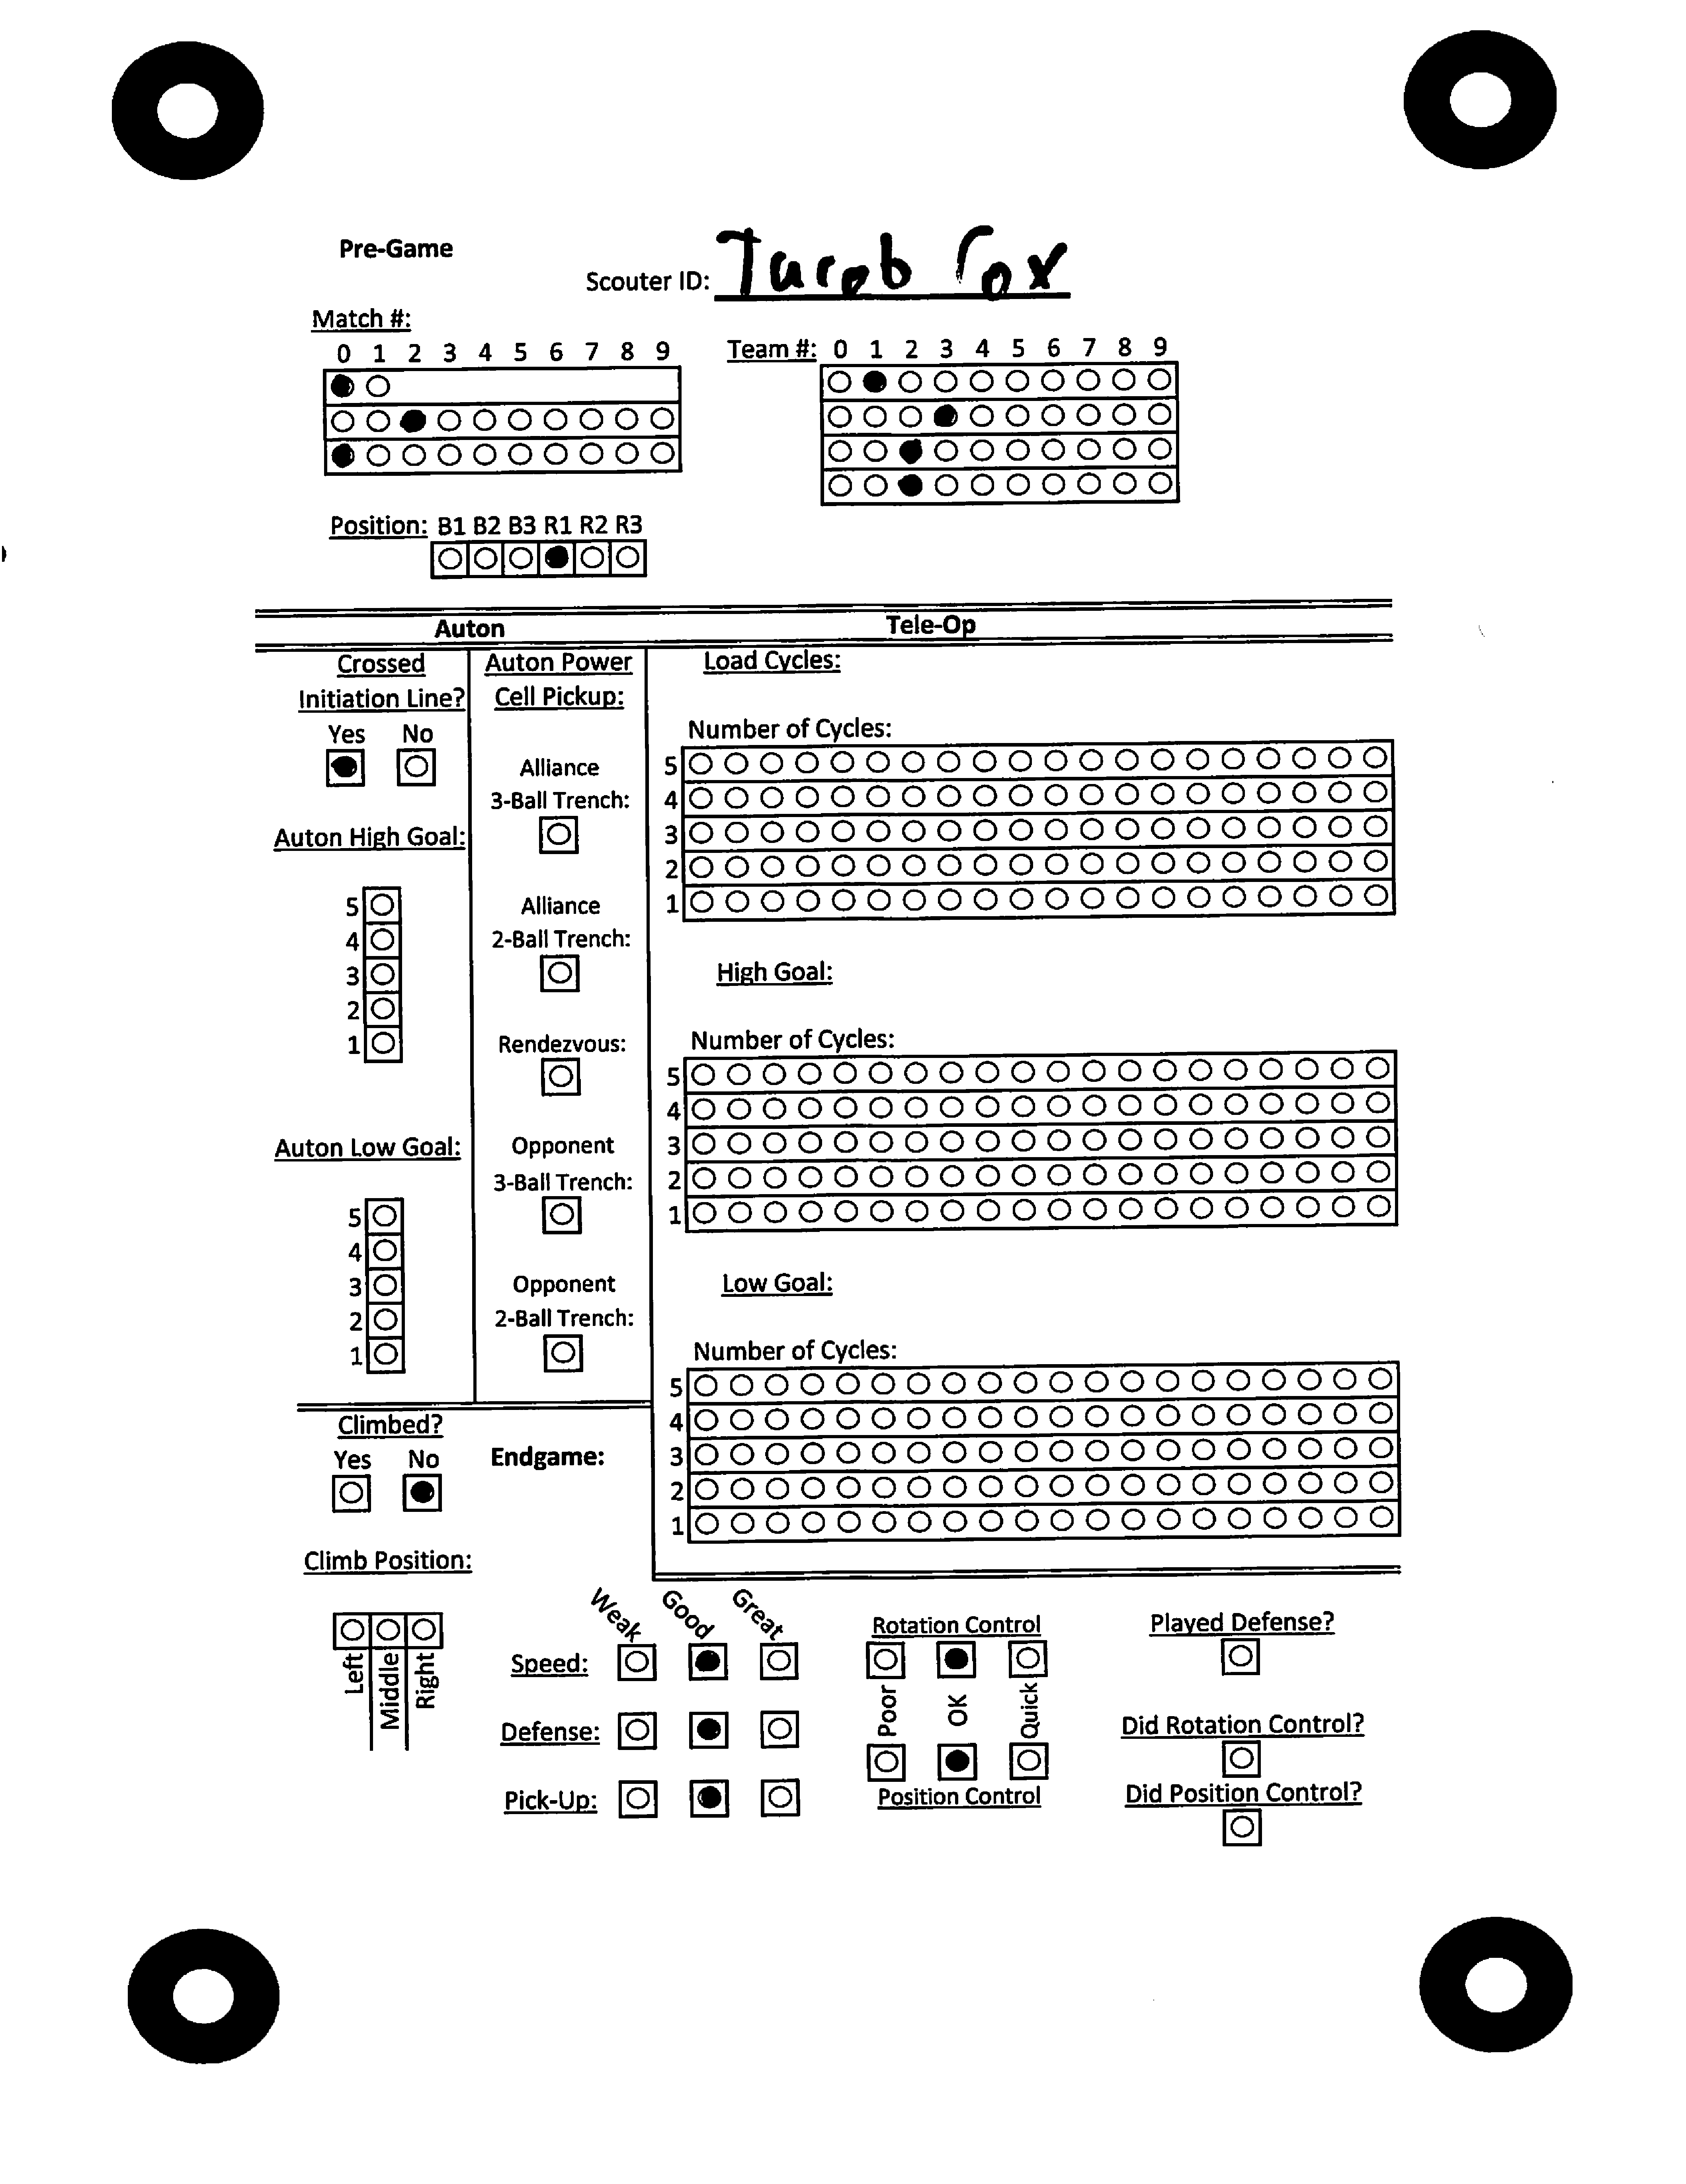 Pre-Game
Scouter ID: Cox
Match #:
0 1 2 3 4 5 6 7 8 9
Team #: 0 1 2 3 4 5 6 7 8 9
Position: B1 B2 B3 R1 R2 R3
Auton
Tele-Op
Crossed
Initiation Line?
Yes No
Auton High Goal:
5
4
3
2
1
Auton Low Goal:
5
4
3
2
1
Auton Power
Cell Pickup:
Alliance
3-Ball Trench:
Alliance
2-Ball Trench:
Rendezvous:
Opponent
3-Ball Trench:
Opponent
2-Ball Trench:
Load Cycles:
Number of Cycles:
5
4
3
2
1
High Goal:
Number of Cycles:
5
4
3
2
1
Low Goal:
Number of Cycles:
5
4
3
2
1
Climbed?
Yes No
Endgame:
Climb Position:
Left
Middle
Right
Weak Good Great
Speed:
Defense:
Pick-Up:
Rotation Control
Poor OK Quick
Position Control
Played Defense?
Did Rotation Control?
Did Position Control?